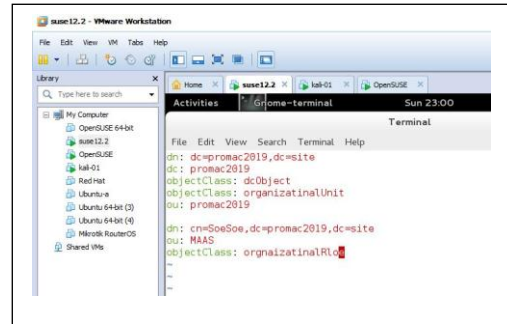 suse12.2 - VMware Workstation
File Edit View VM Tabs Help
Library
Type here to search
My Computer
OpenSUSE 64-bit
suse12.2
OpenSUSE
kali-01
Red Hat
Ubuntu-a
Ubuntu 64-bit (3)
Ubuntu 64-bit (4)
Mikrotik RouterOS
Shared VMs
Home suse12.2 kali-01 OpenSUSE
Activities Gnome-terminal Sun 23:00
Terminal
File Edit View Search Terminal Help
dn: dc=promac2019,dc=site
dc: promac2019
objectClass: dcObject
objectClass: organizatinalUnit
ou: promac2019
dn: cn=SoeSoe,dc=promac2019,dc=site
ou: MAAS
objectClass: orgnaizatinalRloe
~
~
~